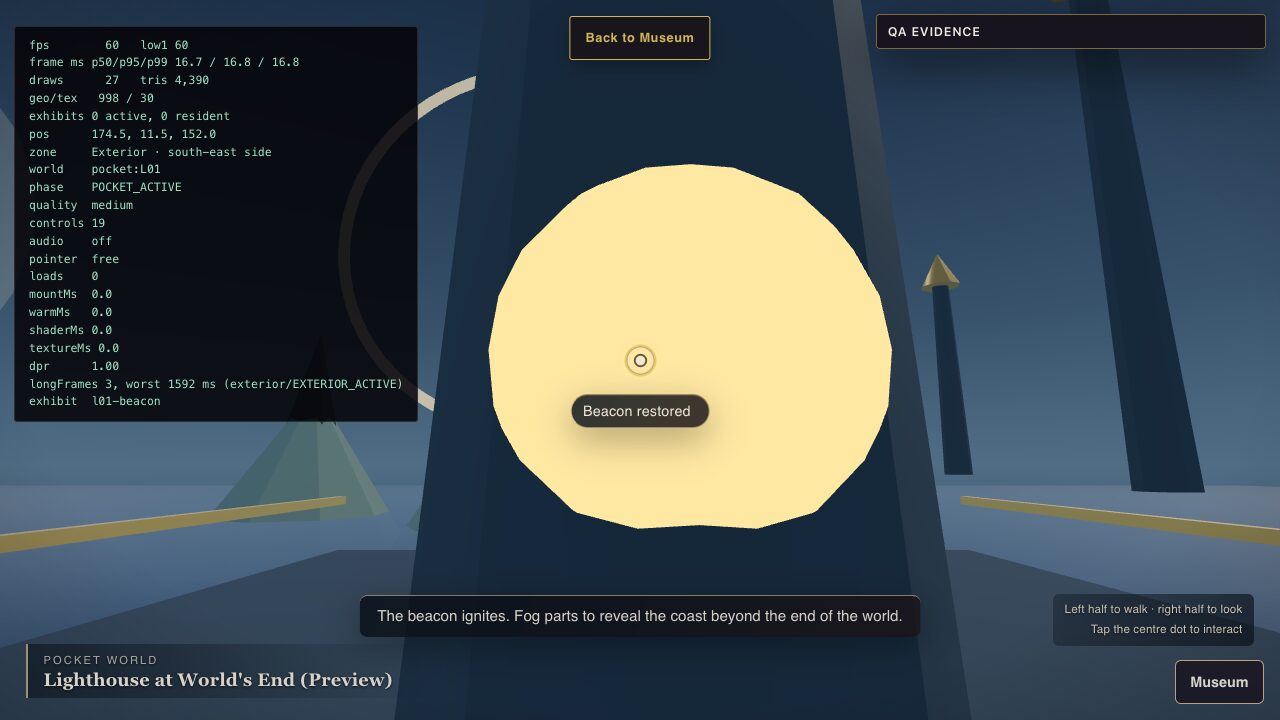 fps 60 low1 60
frame ms p50/p95/p99 16.7 / 16.8 / 16.8
draws 27 tris 4,390
geo/tex 998 / 30
exhibits 0 active, 0 resident
pos 174.5, 11.5, 152.0
zone Exterior · south-east side
world pocket:L01
phase POCKET_ACTIVE
quality medium
controls 19
audio off
pointer free
loads 0
mountMs 0.0
warmMs 0.0
shaderMs 0.0
textureMs 0.0
dpr 1.00
longFrames 3, worst 1592 ms (exterior/EXTERIOR_ACTIVE)
exhibit l01-beacon
Back to Museum
QA EVIDENCE
Beacon restored
The beacon ignites. Fog parts to reveal the coast beyond the end of the world.
Left half to walk · right half to look
Tap the centre dot to interact
POCKET WORLD
Lighthouse at World's End (Preview)
Museum